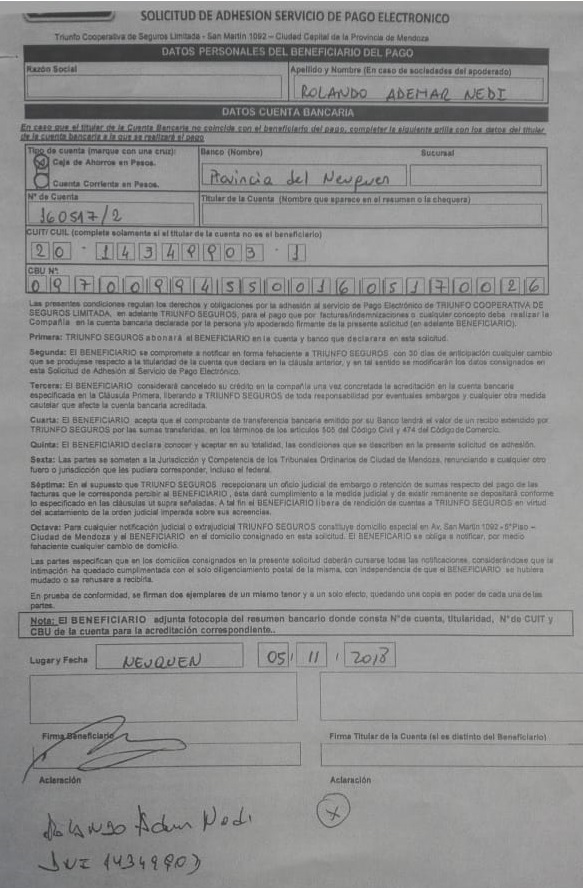 SOLICITUD DE ADHESION SERVICIO DE PAGO ELECTRONICO
Triunfo Cooperativa de Seguros Limitada - San Martin 1092 – Ciudad Capital de la Provincia de Mendoza
DATOS PERSONALES DEL BENEFICIARIO DEL PAGO
Razón Social
Apellido y Nombre (En caso de sociedades del apoderado)
ROLANDO ADEMAR NEDI
DATOS CUENTA BANCARIA
En caso que el titular de la Cuenta Bancaria no coincida con el beneficiario del pago, completar la siguiente grilla con los datos del titular
de la cuenta bancaria a la que se realizará el pago
Tipo de cuenta (marque con una cruz):
Banco (Nombre)
Sucursal
Caja de Ahorros en Pesos.
Cuenta Corriente en Pesos.
Provincia del Neuquen
N° de Cuenta
Titular de la Cuenta (Nombre que aparece en el resumen o la chequera)
160517/2
CUIT/ CUIL (complete solamente si el titular de la cuenta no es el beneficiario)
20 - 14349903 - 1
CBU N°:
0970099455001605170026
Las presentes condiciones regulan los derechos y obligaciones por la adhesión al servicio de Pago Electrónico de TRIUNFO COOPERATIVA DE
SEGUROS LIMITADA, en adelante TRIUNFO SEGUROS, para el pago que por facturas/indemnizaciones o cualquier concepto deba realizar la
Compañía en la cuenta bancaria declarada por la persona y/o apoderado firmante de la presente solicitud (en adelante BENEFICIARIO).
Primera: TRIUNFO SEGUROS abonará al BENEFICIARIO en la cuenta y banco que declara en esta solicitud.
Segunda: El BENEFICIARIO se compromete a notificar en forma fehaciente a TRIUNFO SEGUROS con 30 días de anticipación cualquier cambio
que se produjese respecto a la titularidad de la cuenta que declara en la cláusula anterior, y en tal sentido se modificarán los datos consignados en
esta Solicitud de Adhesión al Servicio de Pago Electrónico.
Tercera: El BENEFICIARIO considerará cancelado su crédito en la compañía una vez concretada la acreditación en la cuenta bancaria
especificada en la Cláusula Primera, liberando a TRIUNFO SEGUROS de toda responsabilidad por eventuales embargos y cualquier otra medida
cautelar que afecte la cuenta bancaria acreditada.
Cuarta: El BENEFICIARIO acepta que el comprobante de transferencia bancaria emitido por su Banco tendrá el valor de un recibo extendido por
TRIUNFO SEGUROS por las sumas transferidas, en los términos de los artículos 505 del Código Civil y 474 del Código de Comercio.
Quinta: El BENEFICIARIO declara conocer y aceptar en su totalidad, las condiciones que se describen en la presente solicitud de adhesión.
Sexta: Las partes se someten a la Jurisdicción y Competencia de los Tribunales Ordinarios de Ciudad de Mendoza, renunciando a cualquier otro
fuero o jurisdicción que les pudiera corresponder, incluso el federal.
Séptima: En el supuesto que TRIUNFO SEGUROS recepcionara un oficio judicial de embargo o retención de sumas respecto del pago de las
facturas que le corresponda percibir al BENEFICIARIO, ésta dará cumplimiento a la medida judicial y de existir remanente se depositará conforme
lo especificado en las cláusulas ut supra señaladas. A tal fin el BENEFICIARIO libera de rendición de cuentas a TRIUNFO SEGUROS en virtud
del acatamiento de la orden judicial impuesta sobre sus acreencias.
Octava: Para cualquier notificación judicial o extrajudicial TRIUNFO SEGUROS constituye domicilio especial en Av. San Martín 1092 - 5° Piso –
Ciudad de Mendoza y el BENEFICIARIO en el domicilio consignado en esta solicitud. El BENEFICIARIO se obliga a notificar, por medio
fehaciente cualquier cambio de domicilio.
Las partes especifican que en los domicilios consignados en la presente solicitud deberán cursarse todas las notificaciones, considerándose que la
intimación ha quedado cumplimentada con el solo diligenciamiento postal de la misma, con independencia de que el BENEFICIARIO se hubiera
mudado o se rehusare a recibirla.
En prueba de conformidad, se firman dos ejemplares de un mismo tenor y a un solo efecto, quedando una copia en poder de cada una de las
partes.
Nota: El BENEFICIARIO adjunta fotocopia del resumen bancario donde consta N°de cuenta, titularidad, N°de CUIT y
CBU de la cuenta para la acreditación correspondiente..
Lugar y Fecha NEUQUEN 05/ 11 / 2018
Firma Beneficiario
Firma Titular de la Cuenta (si es distinto del Beneficiario)
Aclaración
Aclaración
Rolando Adem Nedi
DNI 14349903
X